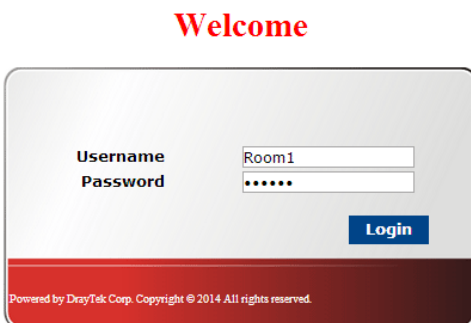 Welcome
Username Room1
Password ••••••
Login
Powered by DrayTek Corp. Copyright © 2014 All rights reserved.